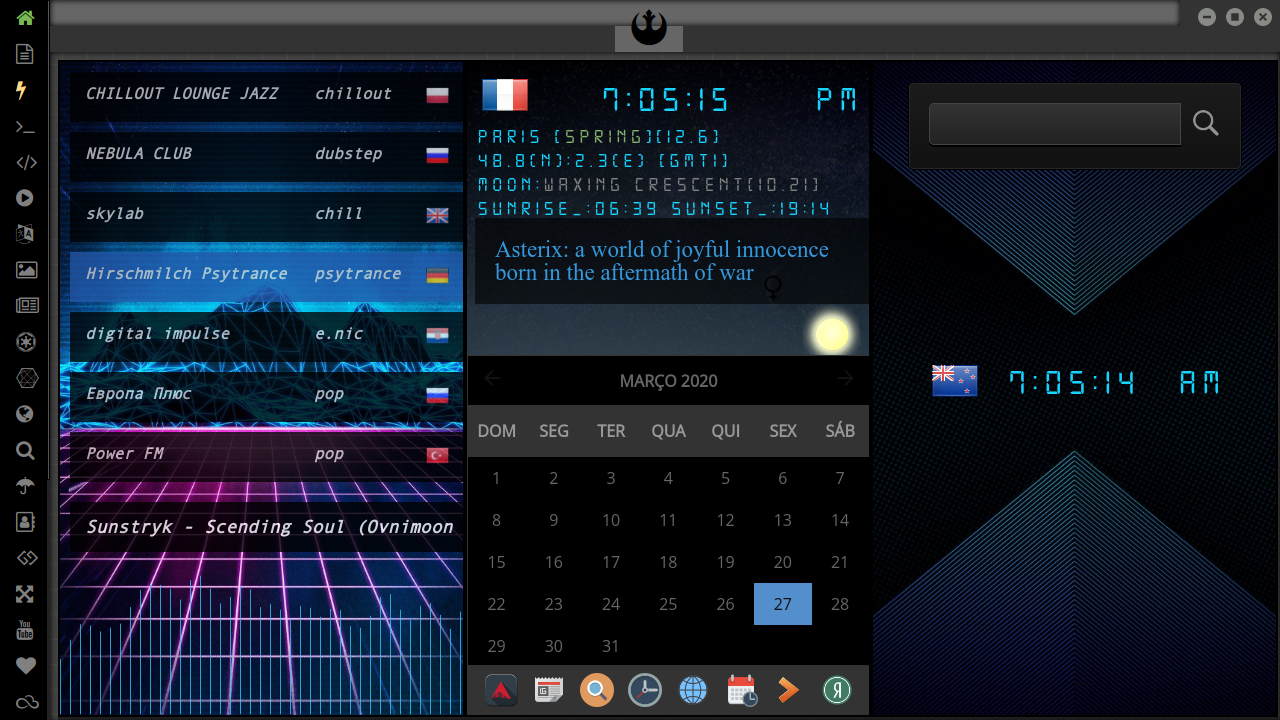 CHILLOUT LOUNGE JAZZ chillout
NEBULA CLUB dubstep
skylab chill
Hirschmilch Psytrance psytrance
digital impulse e.nic
Европа Плюс pop
Power FM pop
Sunstryk - Scending Soul (Ovnimoon
7:05:15 PM
PARIS [SPRING][12.6]
48.8(N):2.3(E) [GMT1]
MOON:WAXING CRESCENT[10.21]
SUNRISE_:06:39 SUNSET_:19:14
Asterix: a world of joyful innocence
born in the aftermath of war
MARÇO 2020
DOM SEG TER QUA QUI SEX SÁB
1 2 3 4 5 6 7
8 9 10 11 12 13 14
15 16 17 18 19 20 21
22 23 24 25 26 27 28
29 30 31
7:05:14 AM
You
Tube
Я